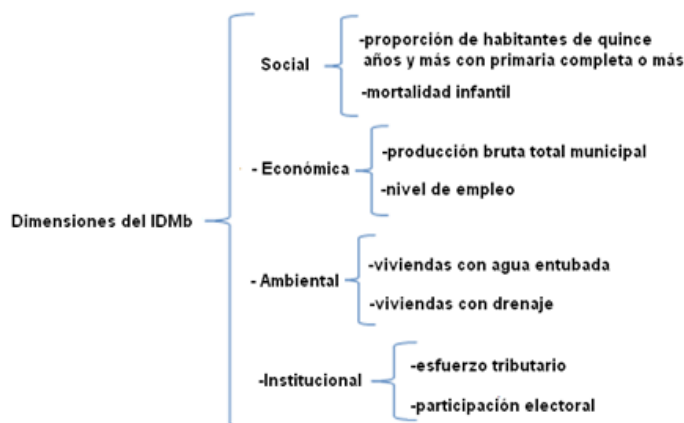 Social
-proporción de habitantes de quince
años y más con primaria completa o más
-mortalidad infantil
- Económica
-producción bruta total municipal
-nivel de empleo
Dimensiones del IDMb
- Ambiental
-viviendas con agua entubada
-viviendas con drenaje
-Institucional
-esfuerzo tributario
-participación electoral